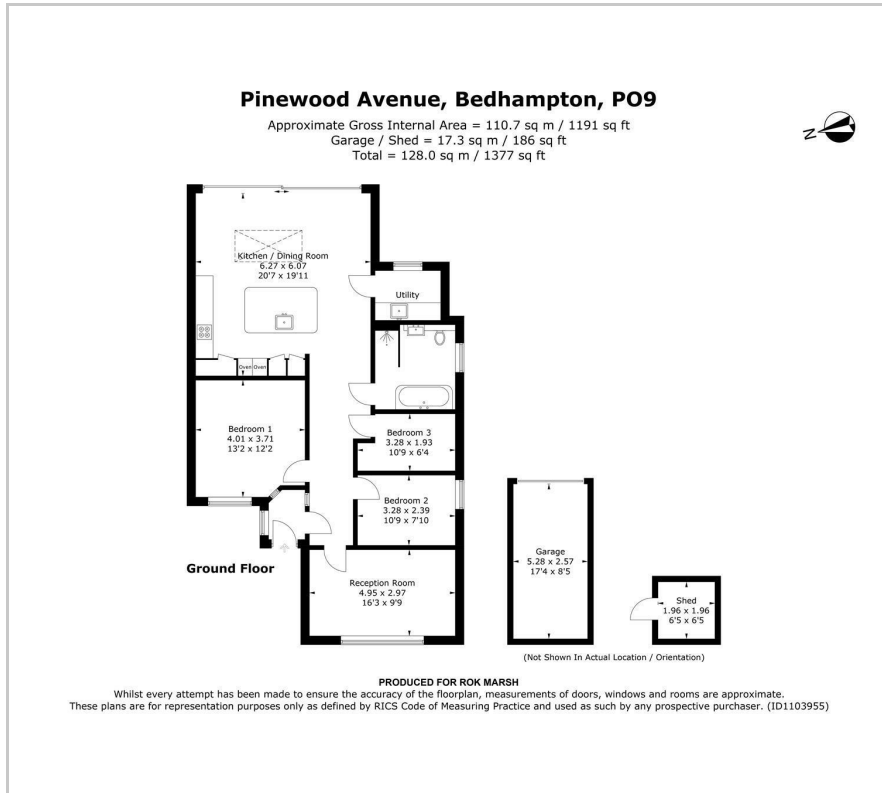 Pinewood Avenue, Bedhampton, PO9
Approximate Gross Internal Area = 110.7 sq m / 1191 sq ft
Garage / Shed = 17.3 sq m / 186 sq ft
Total = 128.0 sq m / 1377 sq ft
N
Kitchen / Dining Room
6.27 x 6.07
20'7 x 19'11
Utility
Oven Oven
Bedroom 1
4.01 x 3.71
13'2 x 12'2
Bedroom 3
3.28 x 1.93
10'9 x 6'4
Bedroom 2
3.28 x 2.39
10'9 x 7'10
Ground Floor
Reception Room
4.95 x 2.97
16'3 x 9'9
Garage
5.28 x 2.57
17'4 x 8'5
Shed
1.96 x 1.96
6'5 x 6'5
(Not Shown In Actual Location / Orientation)
PRODUCED FOR ROK MARSH
Whilst every attempt has been made to ensure the accuracy of the floorplan, measurements of doors, windows and rooms are approximate.
These plans are for representation purposes only as defined by RICS Code of Measuring Practice and used as such by any prospective purchaser. (ID1103955)